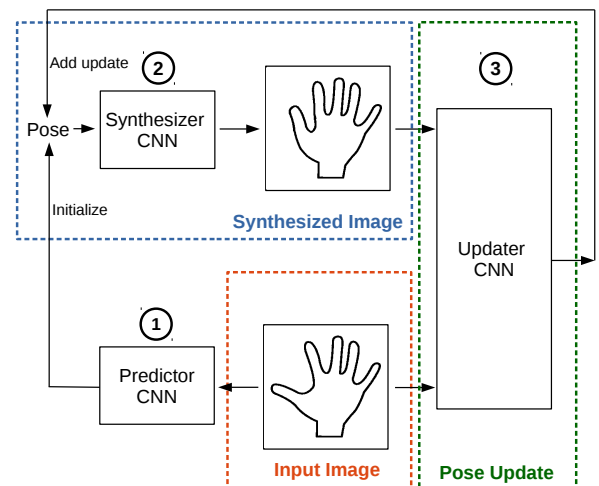 Add update
2
3
Pose
Synthesizer
CNN
Initialize
Synthesized Image
Updater
CNN
1
Predictor
CNN
Input Image
Pose Update